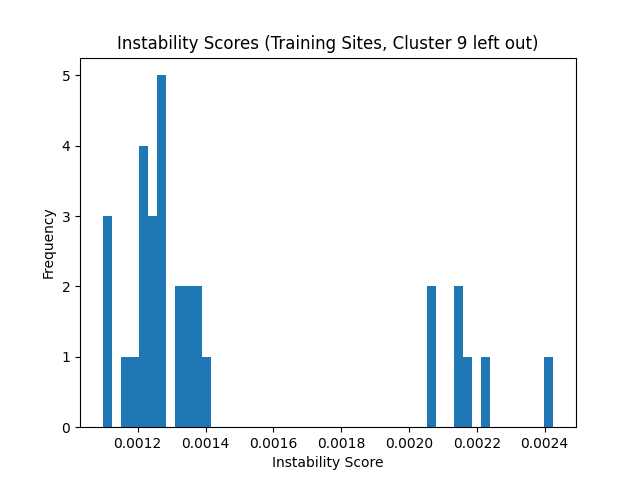 Instability Scores (Training Sites, Cluster 9 left out)
5
4
3
2
1
0
Frequency
0.0012 0.0014 0.0016 0.0018 0.0020 0.0022 0.0024
Instability Score